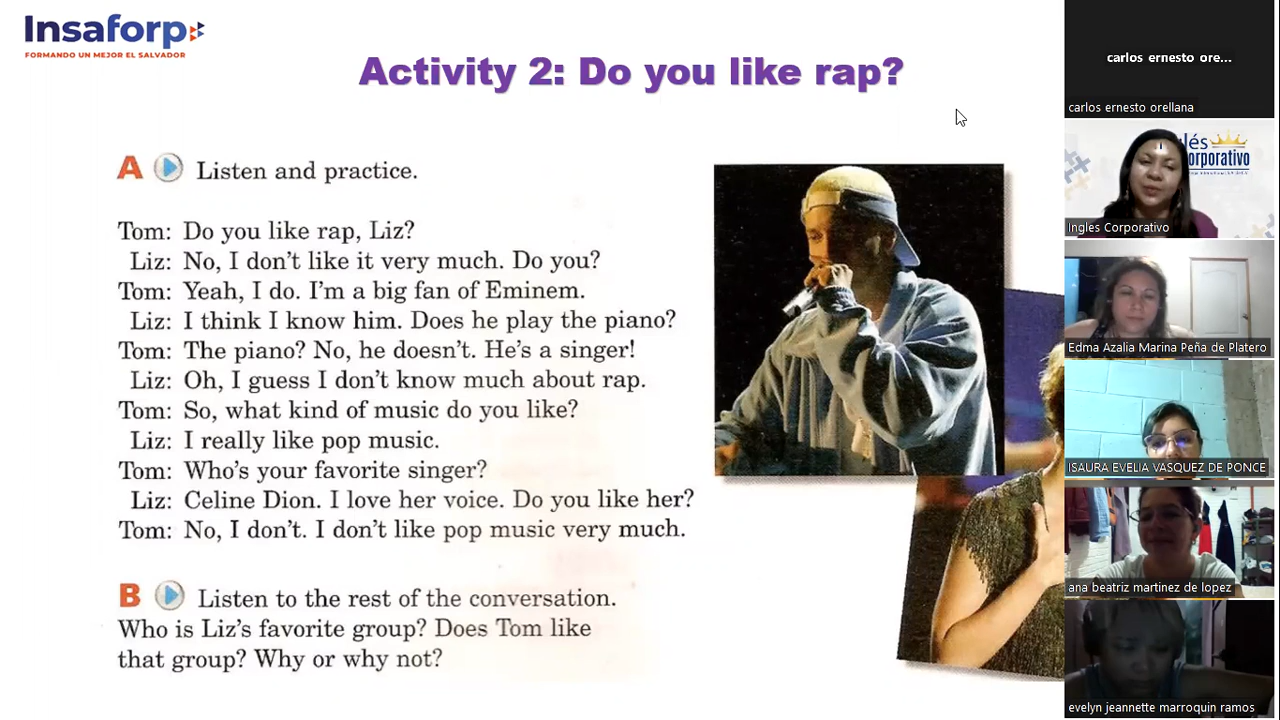 Insaforp
FORMANDO UN MEJOR EL SALVADOR
Activity 2: Do you like rap?
A Listen and practice.
Tom: Do you like rap, Liz?
Liz: No, I don't like it very much. Do you?
Tom: Yeah, I do. I'm a big fan of Eminem.
Liz: I think I know him. Does he play the piano?
Tom: The piano? No, he doesn't. He's a singer!
Liz: Oh, I guess I don't know much about rap.
Tom: So, what kind of music do you like?
Liz: I really like pop music.
Tom: Who's your favorite singer?
Liz: Celine Dion. I love her voice. Do you like her?
Tom: No, I don't. I don't like pop music very much.
B Listen to the rest of the conversation.
Who is Liz's favorite group? Does Tom like
that group? Why or why not?
carlos ernesto ore...
carlos ernesto orellana
lés
orporativo
Ingles Corporativo
Edma Azalia Marina Peña de Platero
ISAURA EVELIA VASQUEZ DE PONCE
ana beatriz martinez de lopez
evelyn jeannette marroquin ramos